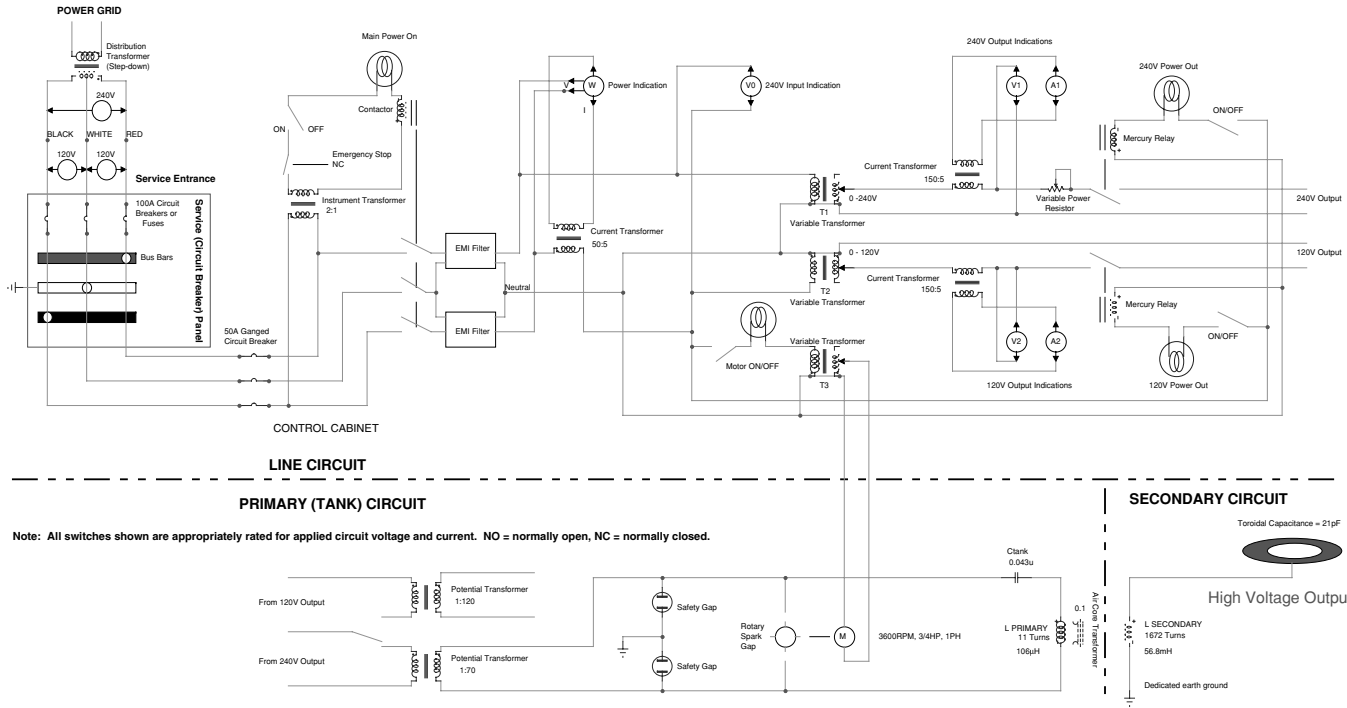 POWER GRID
Distribution
Transformer
(Step-down)
240V
BLACK WHITE RED
120V 120V
Service Entrance
100A Circuit
Breakers or
Fuses
Bus Bars
Service (Circuit Breaker) Panel
50A Ganged
Circuit Breaker
Main Power On
Contactor
ON OFF
Emergency Stop
NC
Instrument Transformer
2:1
EMI Filter
EMI Filter
Neutral
CONTROL CABINET
V W Power Indication
I
Current Transformer
50:5
V0 240V Input Indication
T1
Variable Transformer
0 -240V
0 - 120V
T2
Variable Transformer
Variable Transformer
T3
Motor ON/OFF
240V Output Indications
V1 A1
Current Transformer
150:5
Variable Power
Resistor
Current Transformer
150:5
V2 A2
120V Output Indications
240V Power Out
ON/OFF
Mercury Relay
240V Output
120V Output
Mercury Relay
ON/OFF
120V Power Out
LINE CIRCUIT
PRIMARY (TANK) CIRCUIT
Note: All switches shown are appropriately rated for applied circuit voltage and current. NO = normally open, NC = normally closed.
From 120V Output
Potential Transformer
1:120
From 240V Output
Potential Transformer
1:70
Safety Gap
Safety Gap
Rotary
Spark
Gap
M
3600RPM, 3/4HP, 1PH
Ctank
0.043u
L PRIMARY
11 Turns
106µH
0.1
Air Core Transformer
SECONDARY CIRCUIT
Toroidal Capacitance = 21pF
High Voltage Outpu
L SECONDARY
1672 Turns
56.8mH
Dedicated earth ground